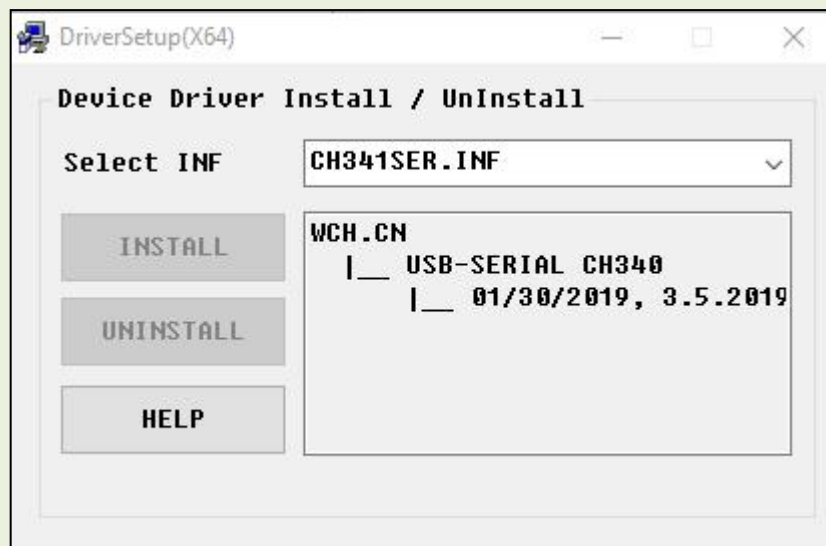 DriverSetup(X64)
Device Driver Install / UnInstall
Select INF
CH341SER.INF
INSTALL
UNINSTALL
HELP
WCH.CN
|__ USB-SERIAL CH340
|__ 01/30/2019, 3.5.2019